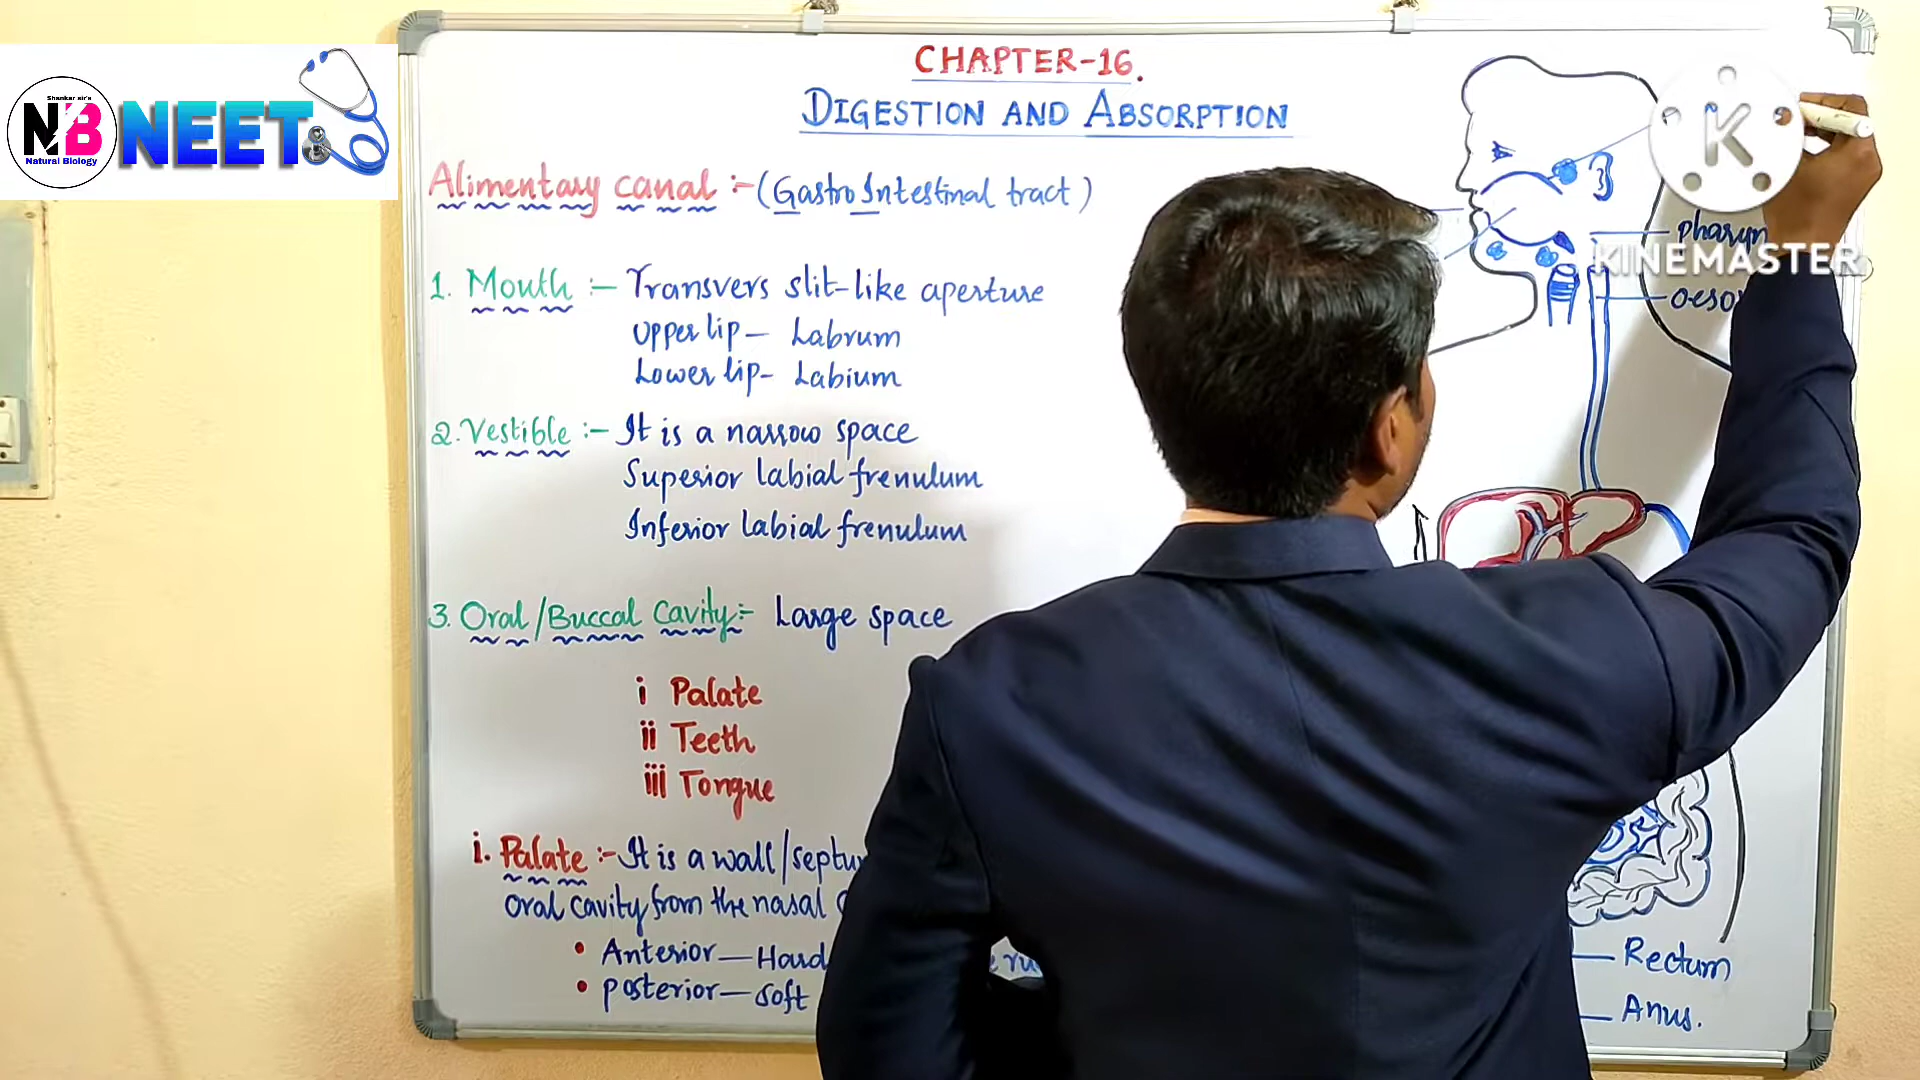 Shankar sir's
NB
Natural Biology
NEET
CHAPTER-16.
DIGESTION AND ABSORPTION
Alimentary canal :- (Gastro Intestinal tract)
1. Mouth :- Transvers slit-like aperture
Upper lip - Labrum
Lower lip - Labium
2. Vestible :- It is a narrow space
Superior labial frenulum
Inferior labial frenulum
3. Oral/Buccal Cavity:- Large space
i Palate
ii Teeth
iii Tongue
i. Palate :- It is a wall/septu
oral cavity from the nasal
• Anterior - Hard
• posterior - soft
K
KINEMASTER
pharyn
oeso
Rectum
Anus.